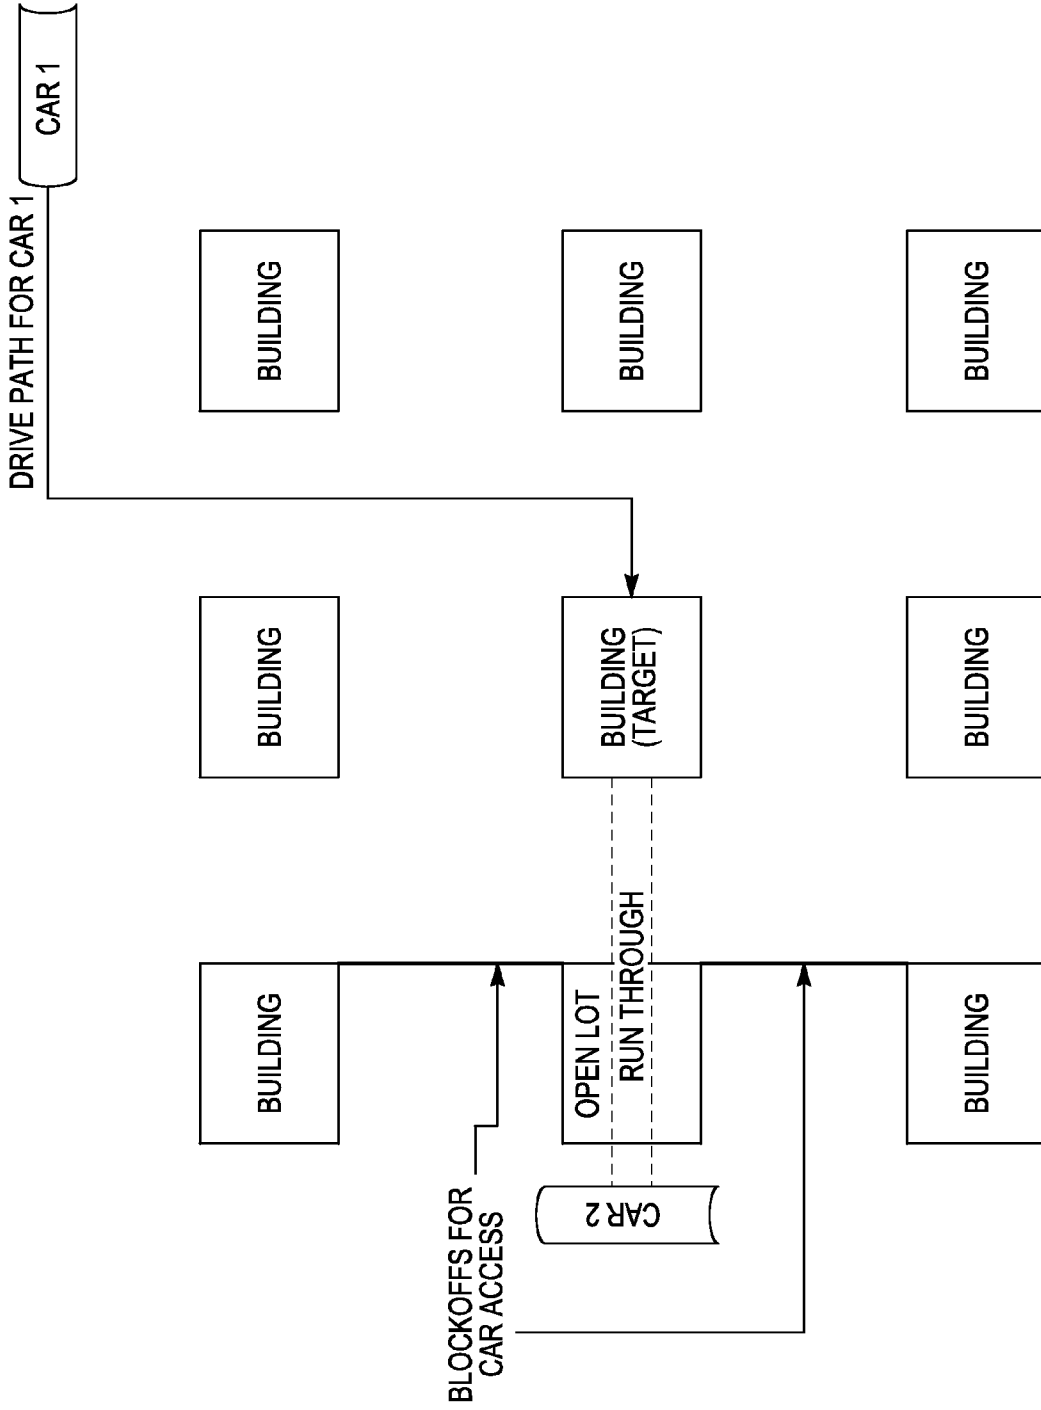 DRIVE PATH FOR CAR 1
CAR 1
BUILDING
BUILDING
BUILDING
BLOCKOFFS FOR
CAR ACCESS
CAR 2
OPEN LOT
RUN THROUGH
BUILDING
(TARGET)
BUILDING
BUILDING
BUILDING
BUILDING